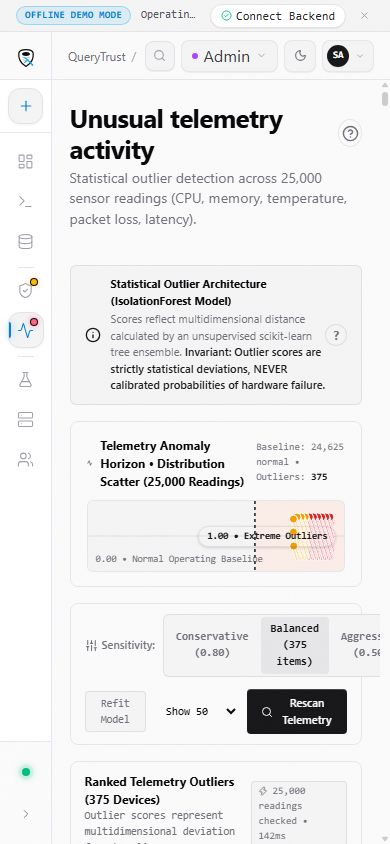 OFFLINE DEMO MODE Operatin… Connect Backend
QueryTrust / Admin SA
Unusual telemetry
activity
Statistical outlier detection across 25,000
sensor readings (CPU, memory, temperature,
packet loss, latency).
Statistical Outlier Architecture
(IsolationForest Model)
Scores reflect multidimensional distance
calculated by an unsupervised scikit-learn
tree ensemble. Invariant: Outlier scores are
strictly statistical deviations, NEVER
calibrated probabilities of hardware failure.
Telemetry Anomaly
Horizon • Distribution
Scatter (25,000 Readings)
Baseline: 24,625
normal •
Outliers: 375
1.00 • Extreme Outliers
0.00 • Normal Operating Baseline
Sensitivity:
Conservative
(0.80)
Balanced
(375
items)
Aggres
(0.50
Refit
Model
Show 50
Rescan
Telemetry
Ranked Telemetry Outliers
(375 Devices)
Outlier scores represent
multidimensional deviation
25,000
readings
checked •
142ms